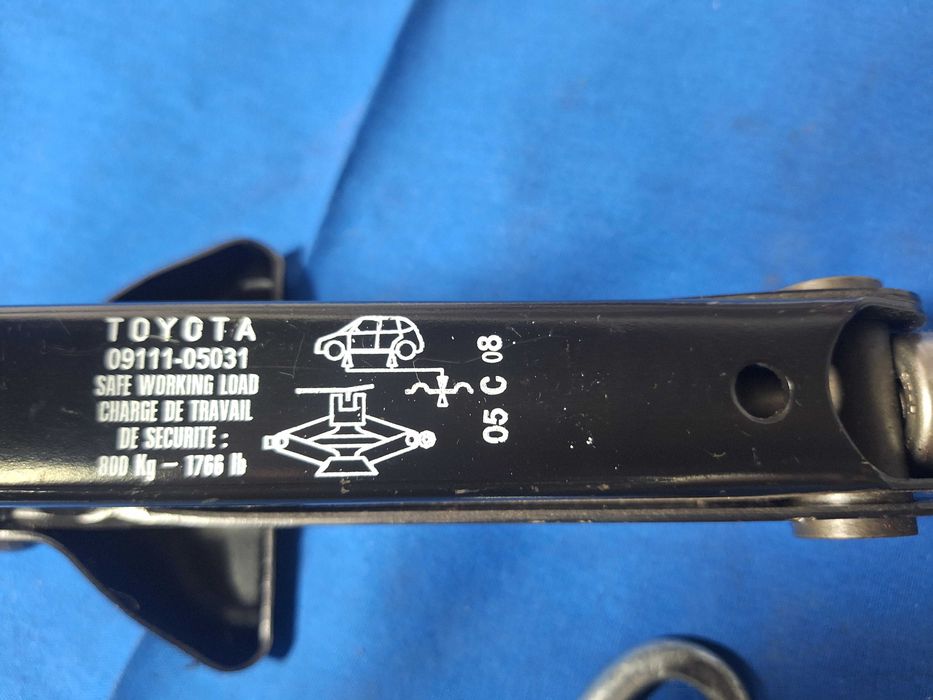 TOYOTA
09111-05031
SAFE WORKING LOAD
CHARGE DE TRAVAIL
DE SECURITE :
800 Kg – 1766 lb
05 C 08